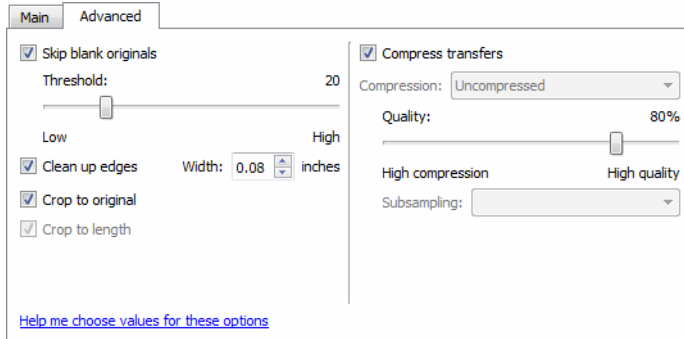 Main Advanced
Skip blank originals
Threshold: 20
Low High
Clean up edges Width: 0.08 inches
Crop to original
Crop to length
Help me choose values for these options
Compress transfers
Compression: Uncompressed
Quality: 80%
High compression High quality
Subsampling: